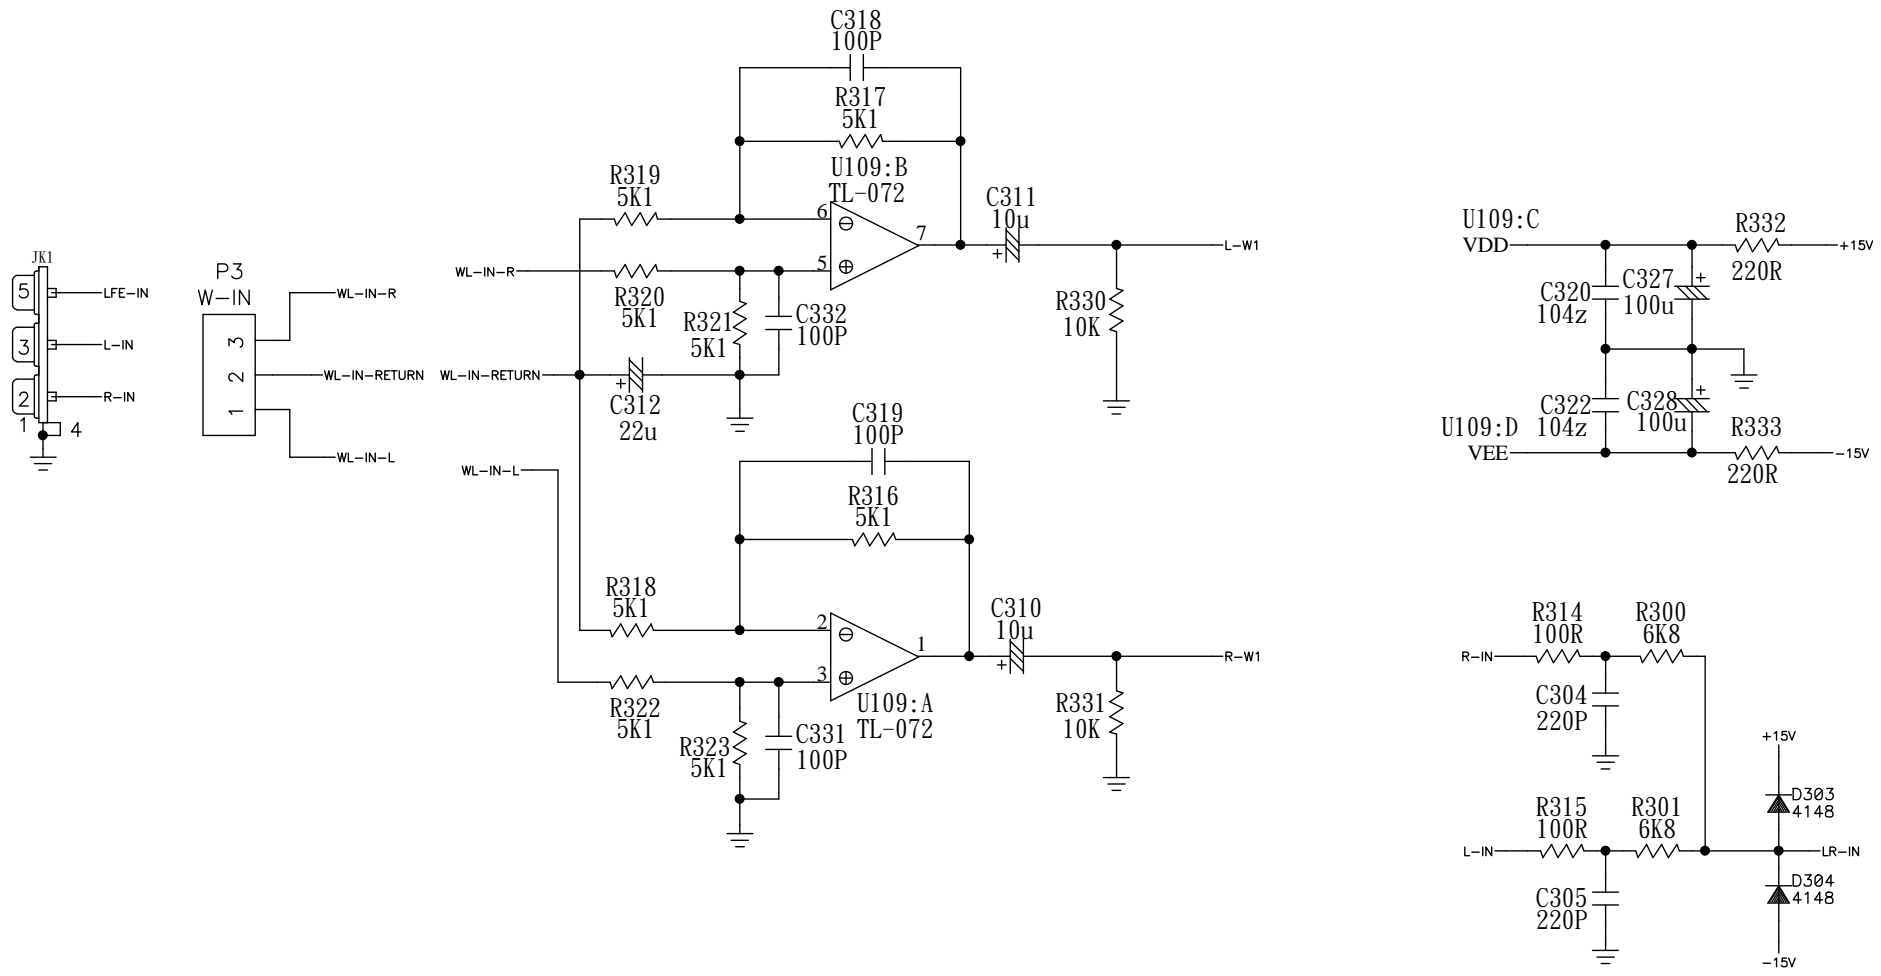 C318
100P
R317
5K1
U109:B
TL-072
R319
5K1
6
7
5
C311
10u
L-W1
WL-IN-R
R320
5K1
R321
5K1
C332
100P
R330
10K
WL-IN-RETURN
C312
22u
JK1
5
LFE-IN
3
L-IN
2
R-IN
1
4
P3
W-IN
3
2
1
WL-IN-R
WL-IN-RETURN
WL-IN-L
WL-IN-L
C319
100P
R316
5K1
R318
5K1
2
1
3
C310
10u
R-W1
U109:A
TL-072
R322
5K1
R323
5K1
C331
100P
R331
10K
U109:C
VDD
R332
220R
+15V
C320
104z
C327
100u
+
C322
104z
C328
100u
+
U109:D
VEE
R333
220R
-15V
R314
100R
R300
6K8
R-IN
C304
220P
+15V
D303
4148
R315
100R
R301
6K8
L-IN
LR-IN
D304
4148
C305
220P
-15V